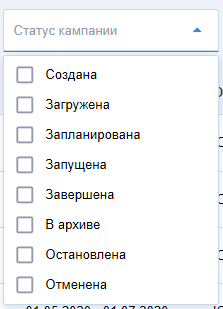 Статус кампании
Создана
Загружена
Запланирована
Запущена
Завершена
В архиве
Остановлена
Отменена